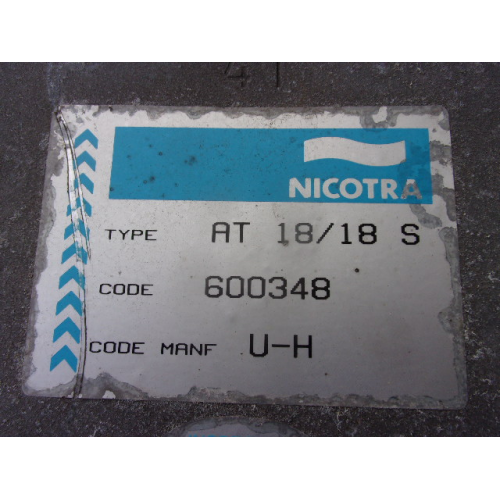 NICOTRA
TYPE AT 18/18 S
CODE 600348
CODE MANF U-H